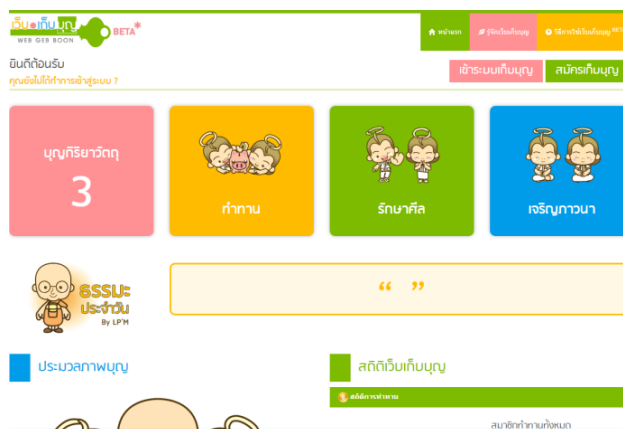 เว็บเก็บบุญ
WEB GEB BOON
BETA*
หน้าแรก
รู้จักเว็บเก็บบุญ
วิธีการใช้เว็บเก็บบุญ BETA
ยินดีต้อนรับ
คุณยังไม่ได้ทำการเข้าสู่ระบบ ?
เข้าระบบเก็บบุญ
สมัครเก็บบุญ
บุญกิริยาวัตถุ
3
ทำทาน
รักษาศีล
เจริญภาวนา
ธรรมะ
ประจำวัน
By LP'M
“ ”
ประมวลภาพบุญ
สถิติเว็บเก็บบุญ
สถิติการทำทาน
สมาชิกทำทานทั้งหมด